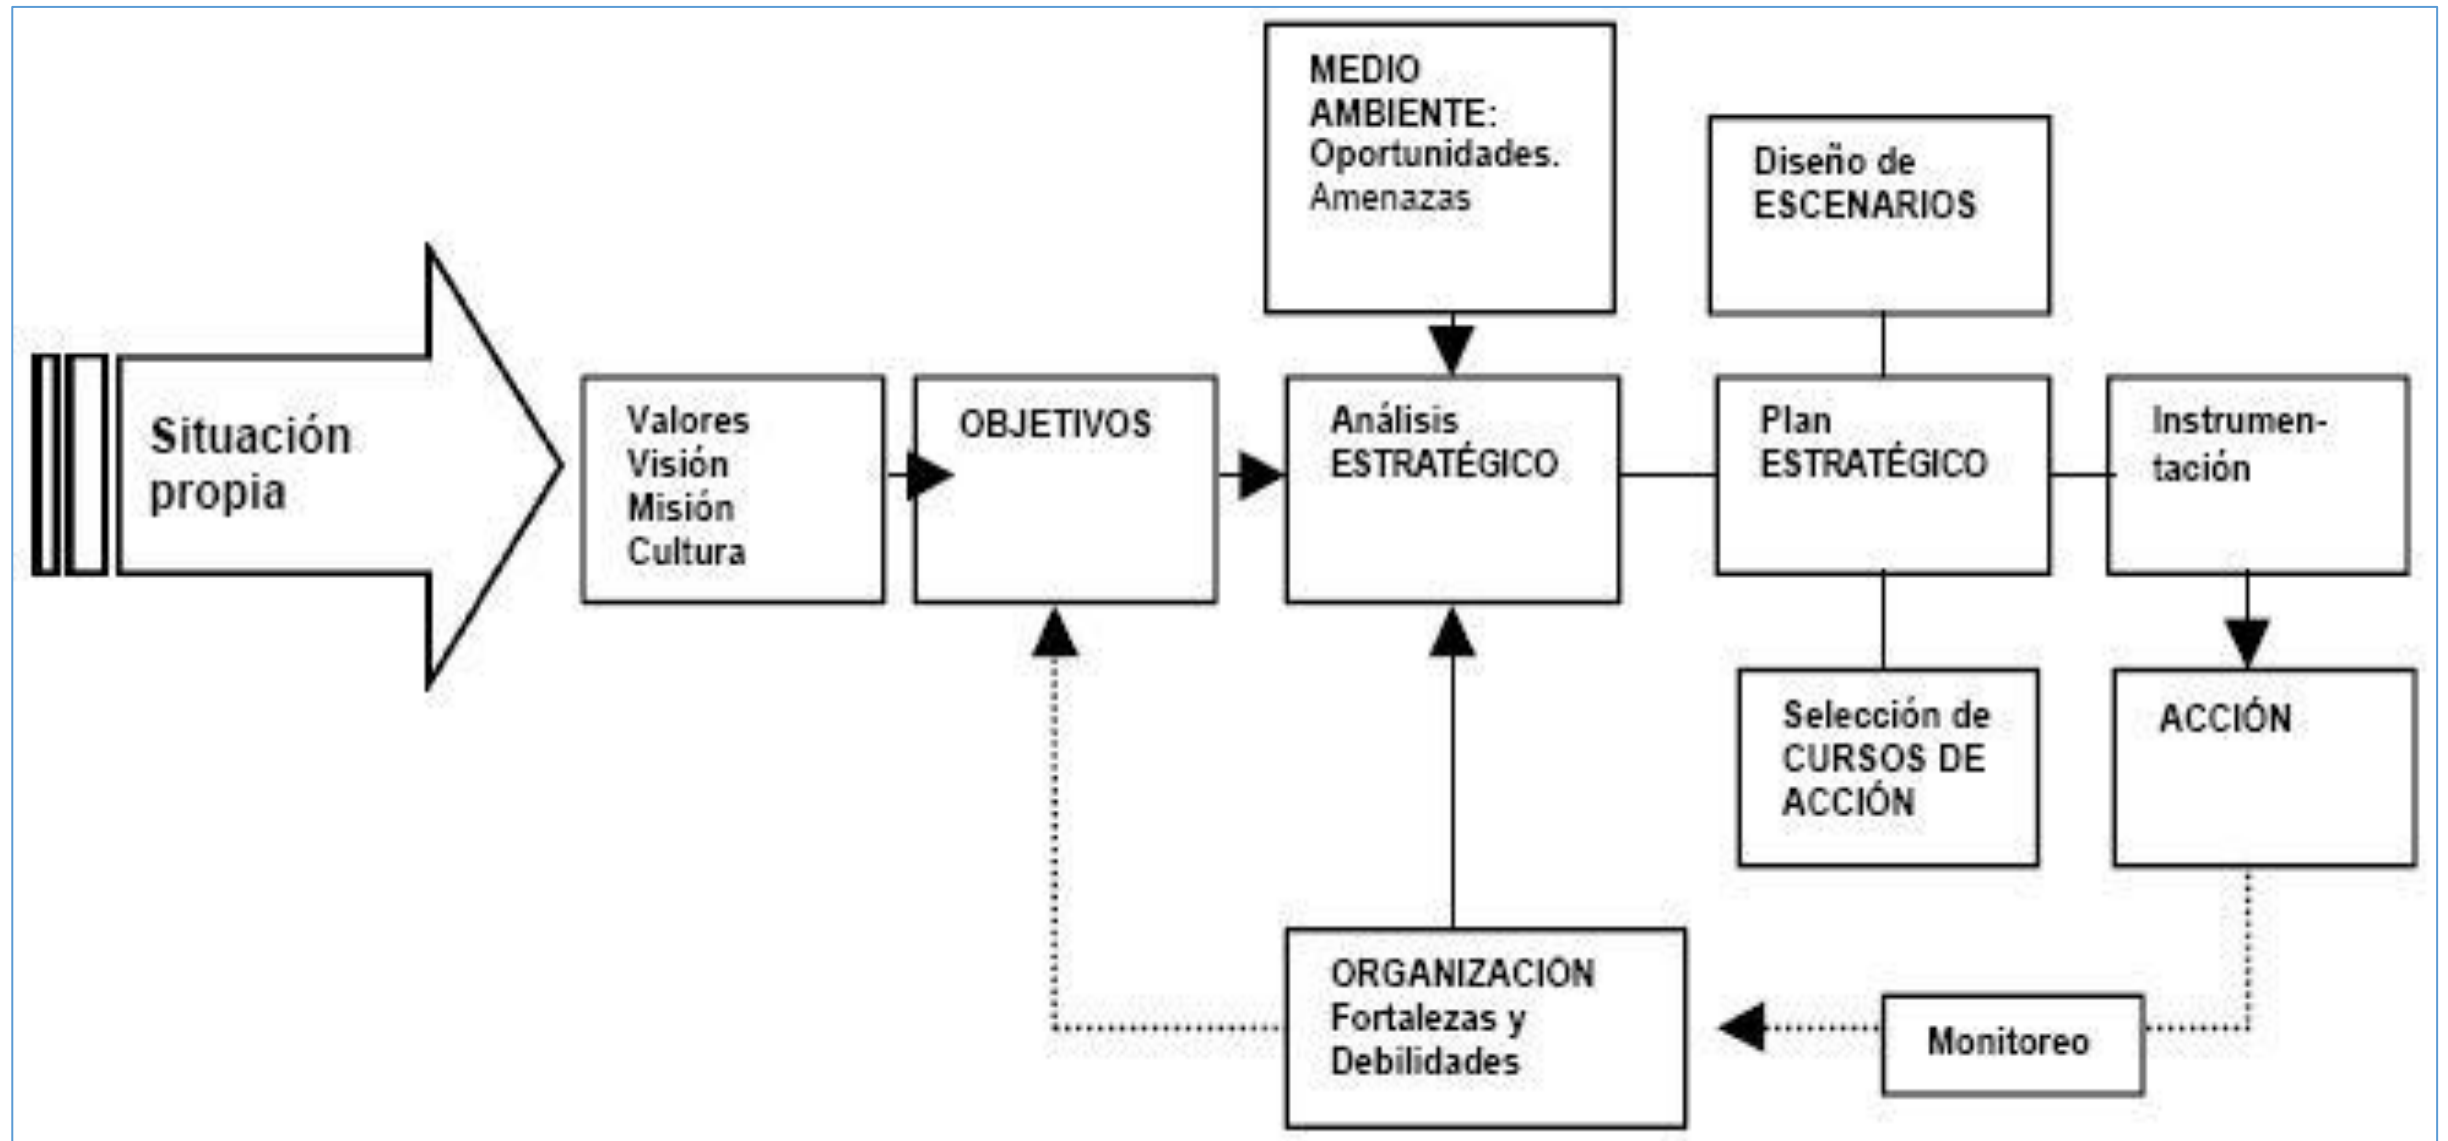 Situación
propia
Valores
Visión
Misión
Cultura
OBJETIVOS
MEDIO
AMBIENTE:
Oportunidades.
Amenazas
Análisis
ESTRATÉGICO
Diseño de
ESCENARIOS
Plan
ESTRATÉGICO
Instrumen-
tación
Selección de
CURSOS DE
ACCIÓN
ACCIÓN
ORGANIZACIÓN
Fortalezas y
Debilidades
Monitoreo